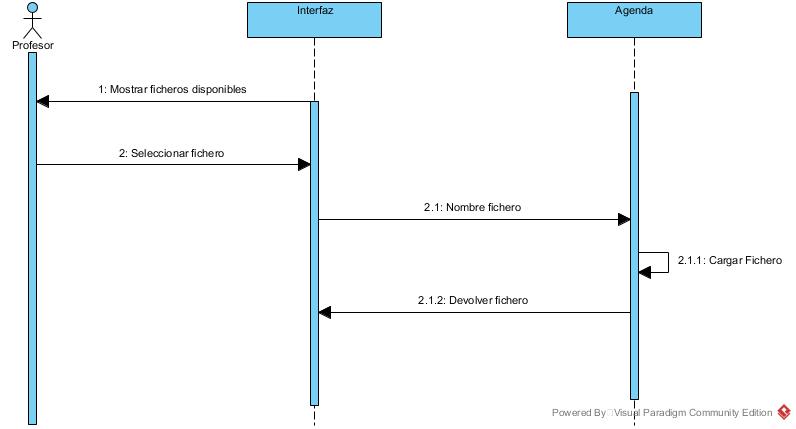 Interfaz
Agenda
Profesor
1: Mostrar ficheros disponibles
2: Seleccionar fichero
2.1: Nombre fichero
2.1.1: Cargar Fichero
2.1.2: Devolver fichero
Powered By Visual Paradigm Community Edition